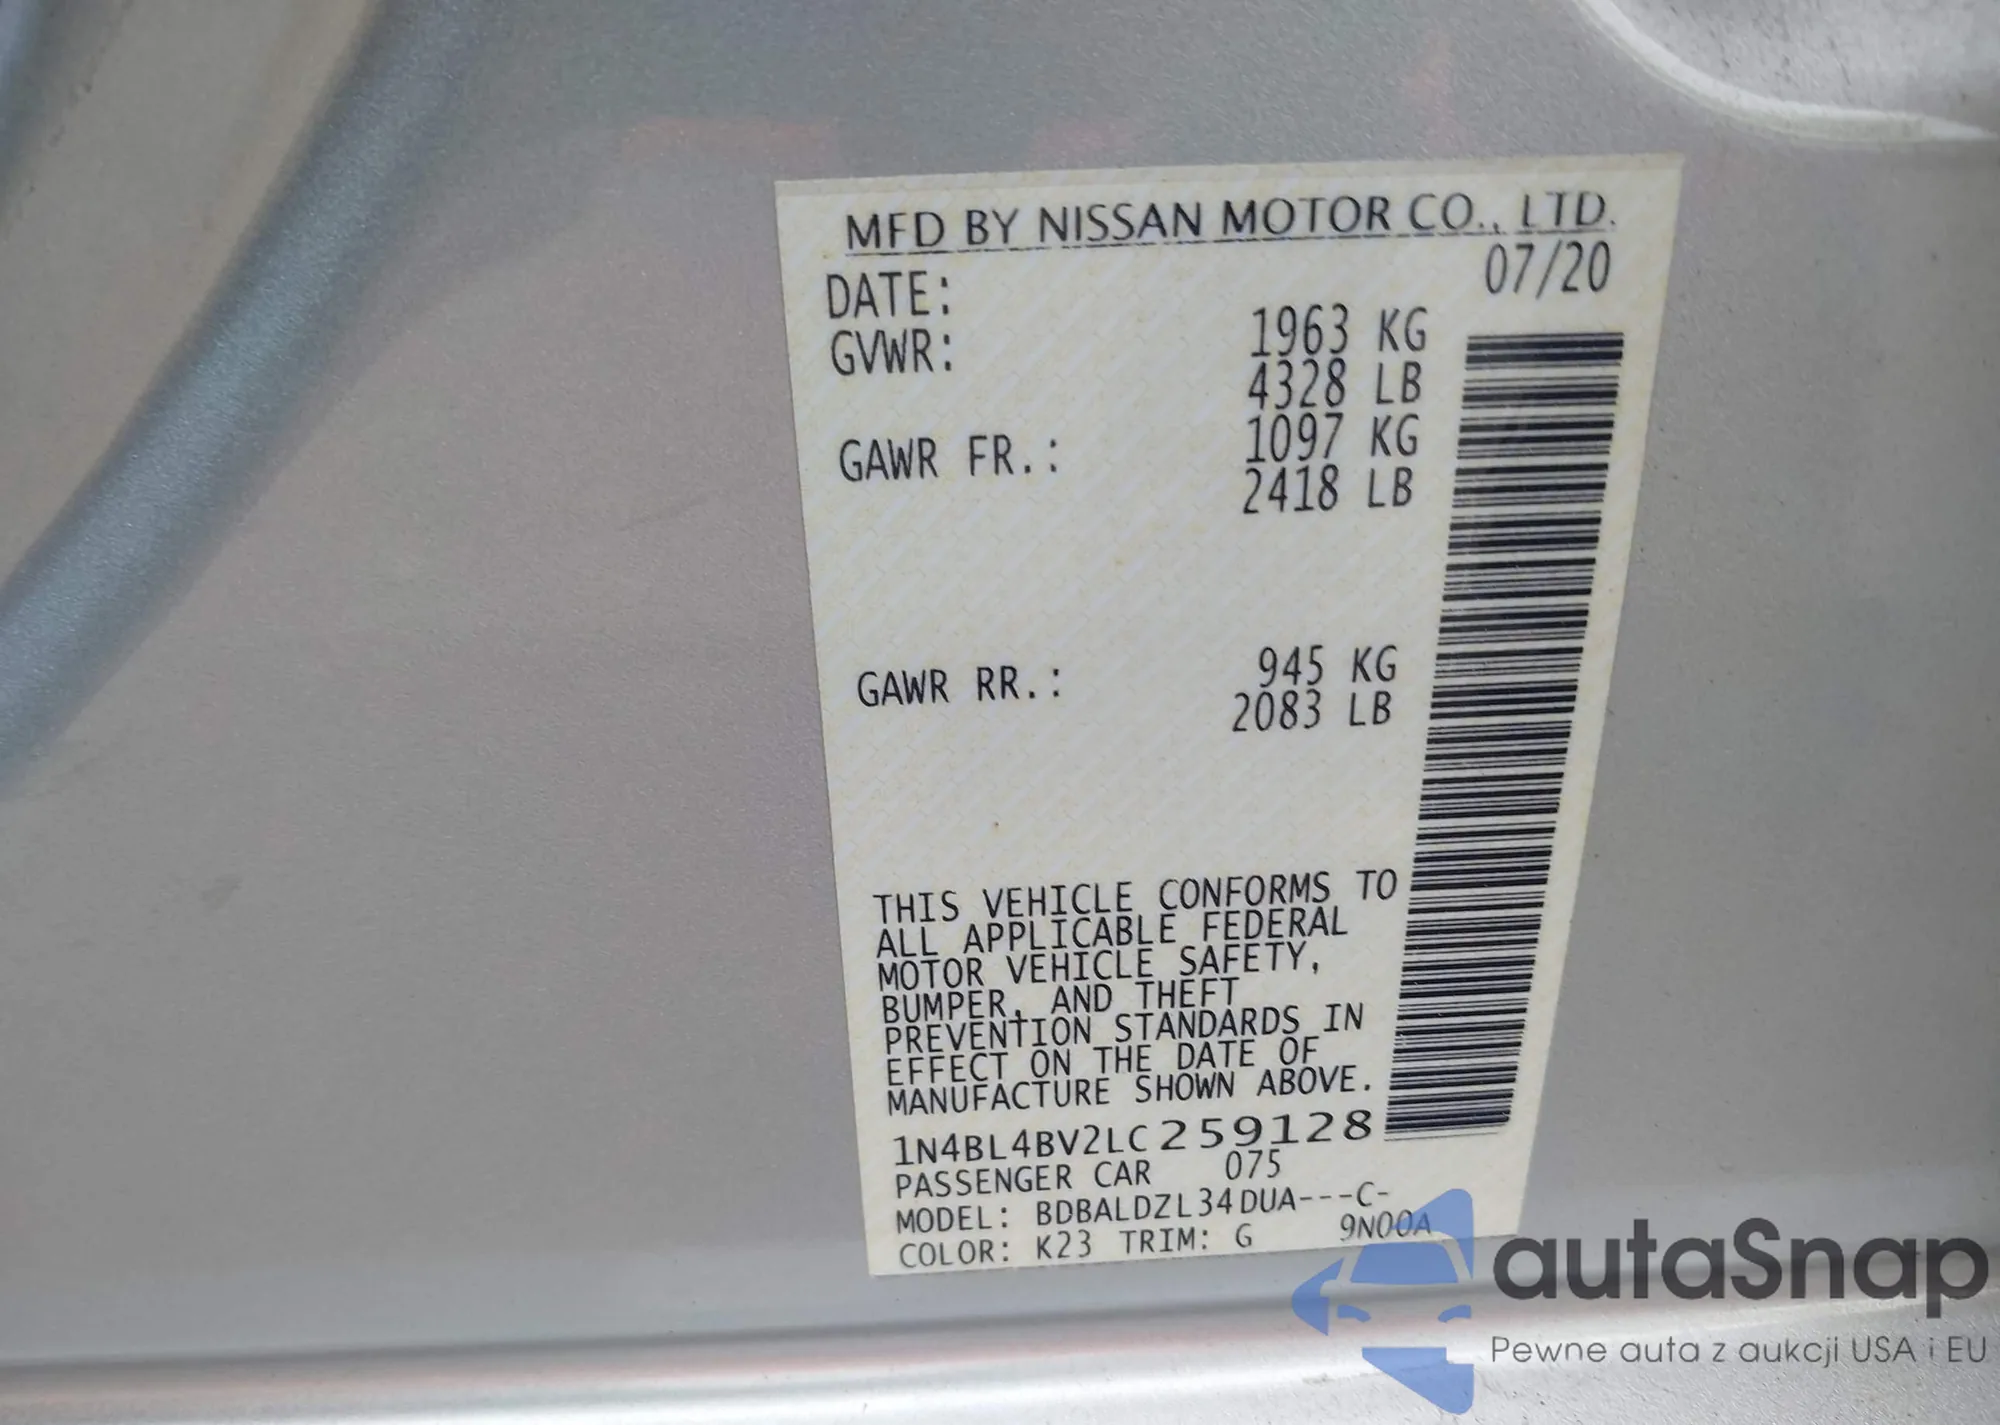 MFD BY NISSAN MOTOR CO., LTD.
DATE: 07/20
GVWR: 1963 KG
4328 LB
GAWR FR.: 1097 KG
2418 LB
GAWR RR.: 945 KG
2083 LB
THIS VEHICLE CONFORMS TO
ALL APPLICABLE FEDERAL
MOTOR VEHICLE SAFETY,
BUMPER, AND THEFT
PREVENTION STANDARDS IN
EFFECT ON THE DATE OF
MANUFACTURE SHOWN ABOVE.
1N4BL4BV2LC259128
PASSENGER CAR 075
MODEL: BDBALDZL34DUA---C-
COLOR: K23 TRIM: G 9N00A
autaSnap
Pewne auta z aukcji USA i EU